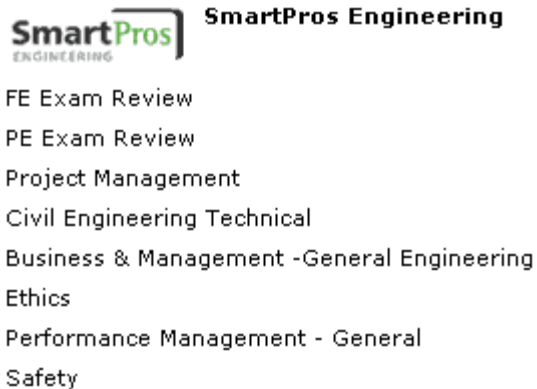 SmartPros
ENGINEERING
SmartPros Engineering
FE Exam Review
PE Exam Review
Project Management
Civil Engineering Technical
Business & Management -General Engineering
Ethics
Performance Management - General
Safety